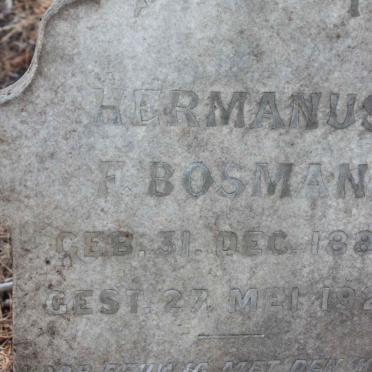 HERMANUS
F. BOSMAN
GEB. 31. DEC. 188
GEST. 27. MEI. 192